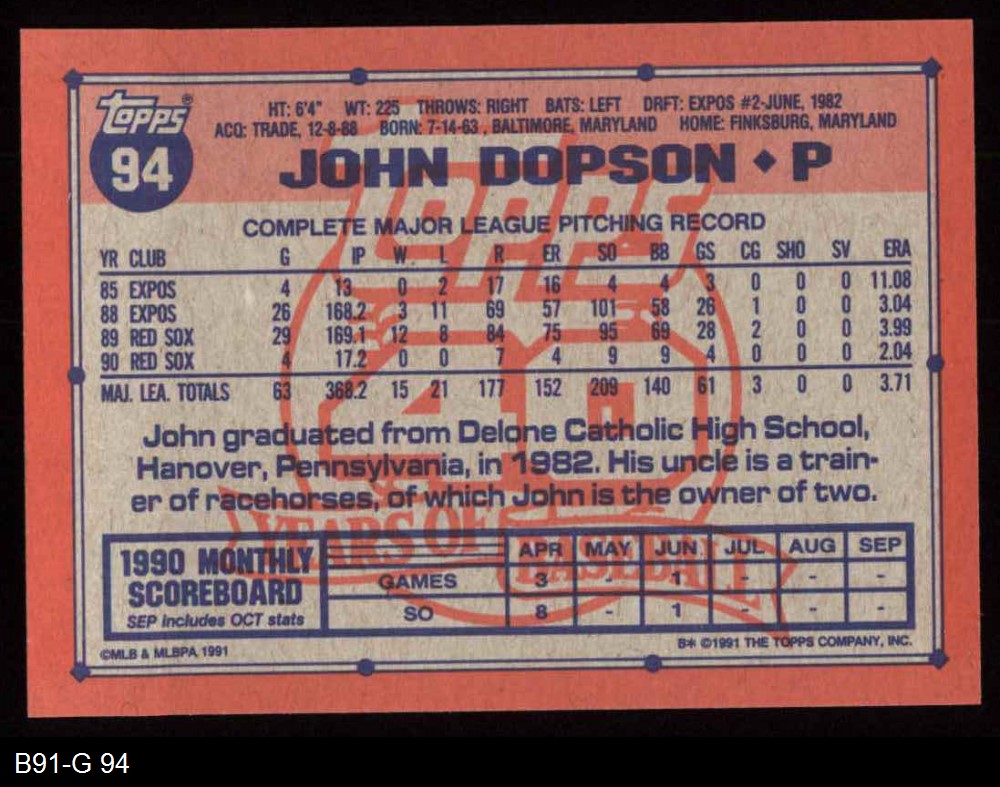 Topps®
94
HT: 6'4" WT: 225 THROWS: RIGHT BATS: LEFT DRFT: EXPOS #2-JUNE, 1982
ACQ: TRADE, 12-8-88 BORN: 7-14-63, BALTIMORE, MARYLAND HOME: FINKSBURG, MARYLAND
JOHN DOPSON ♦ P
COMPLETE MAJOR LEAGUE PITCHING RECORD
YR CLUB G IP W L R ER SO BB GS CG SHO SV ERA
85 EXPOS 4 13 0 2 17 16 4 4 3 0 0 0 11.08
88 EXPOS 26 168.2 3 11 69 57 101 58 26 1 0 0 3.04
89 RED SOX 29 169.1 12 8 84 75 95 69 28 2 0 0 3.99
90 RED SOX 4 17.2 0 0 7 4 9 9 4 0 0 0 2.04
MAJ. LEA. TOTALS 63 368.2 15 21 177 152 209 140 61 3 0 0 3.71
Topps
40
YEARS OF
BASEBALL
John graduated from Delone Catholic High School,
Hanover, Pennsylvania, in 1982. His uncle is a train-
er of racehorses, of which John is the owner of two.
1990 MONTHLY
SCOREBOARD
SEP includes OCT stats
APR MAY JUN JUL AUG SEP
GAMES 3 - 1 - - -
SO 8 - 1 - - -
©MLB & MLBPA 1991
B* ©1991 THE TOPPS COMPANY, INC.
B91-G 94